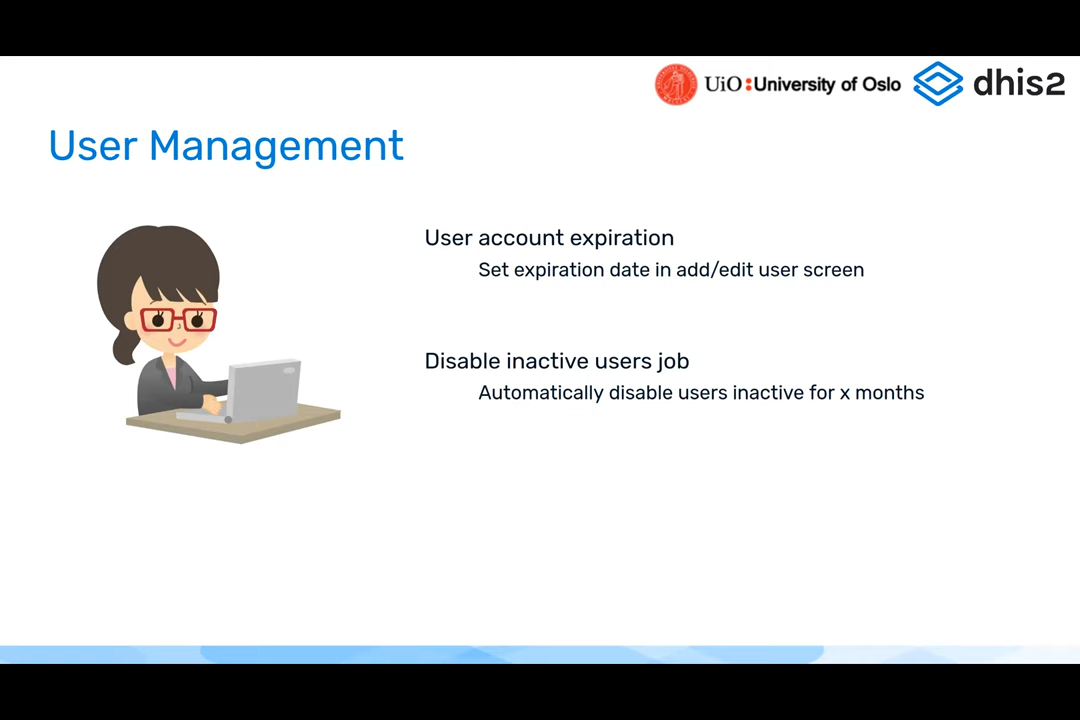 UiO:University of Oslo
dhis2
User Management
User account expiration
Set expiration date in add/edit user screen
Disable inactive users job
Automatically disable users inactive for x months